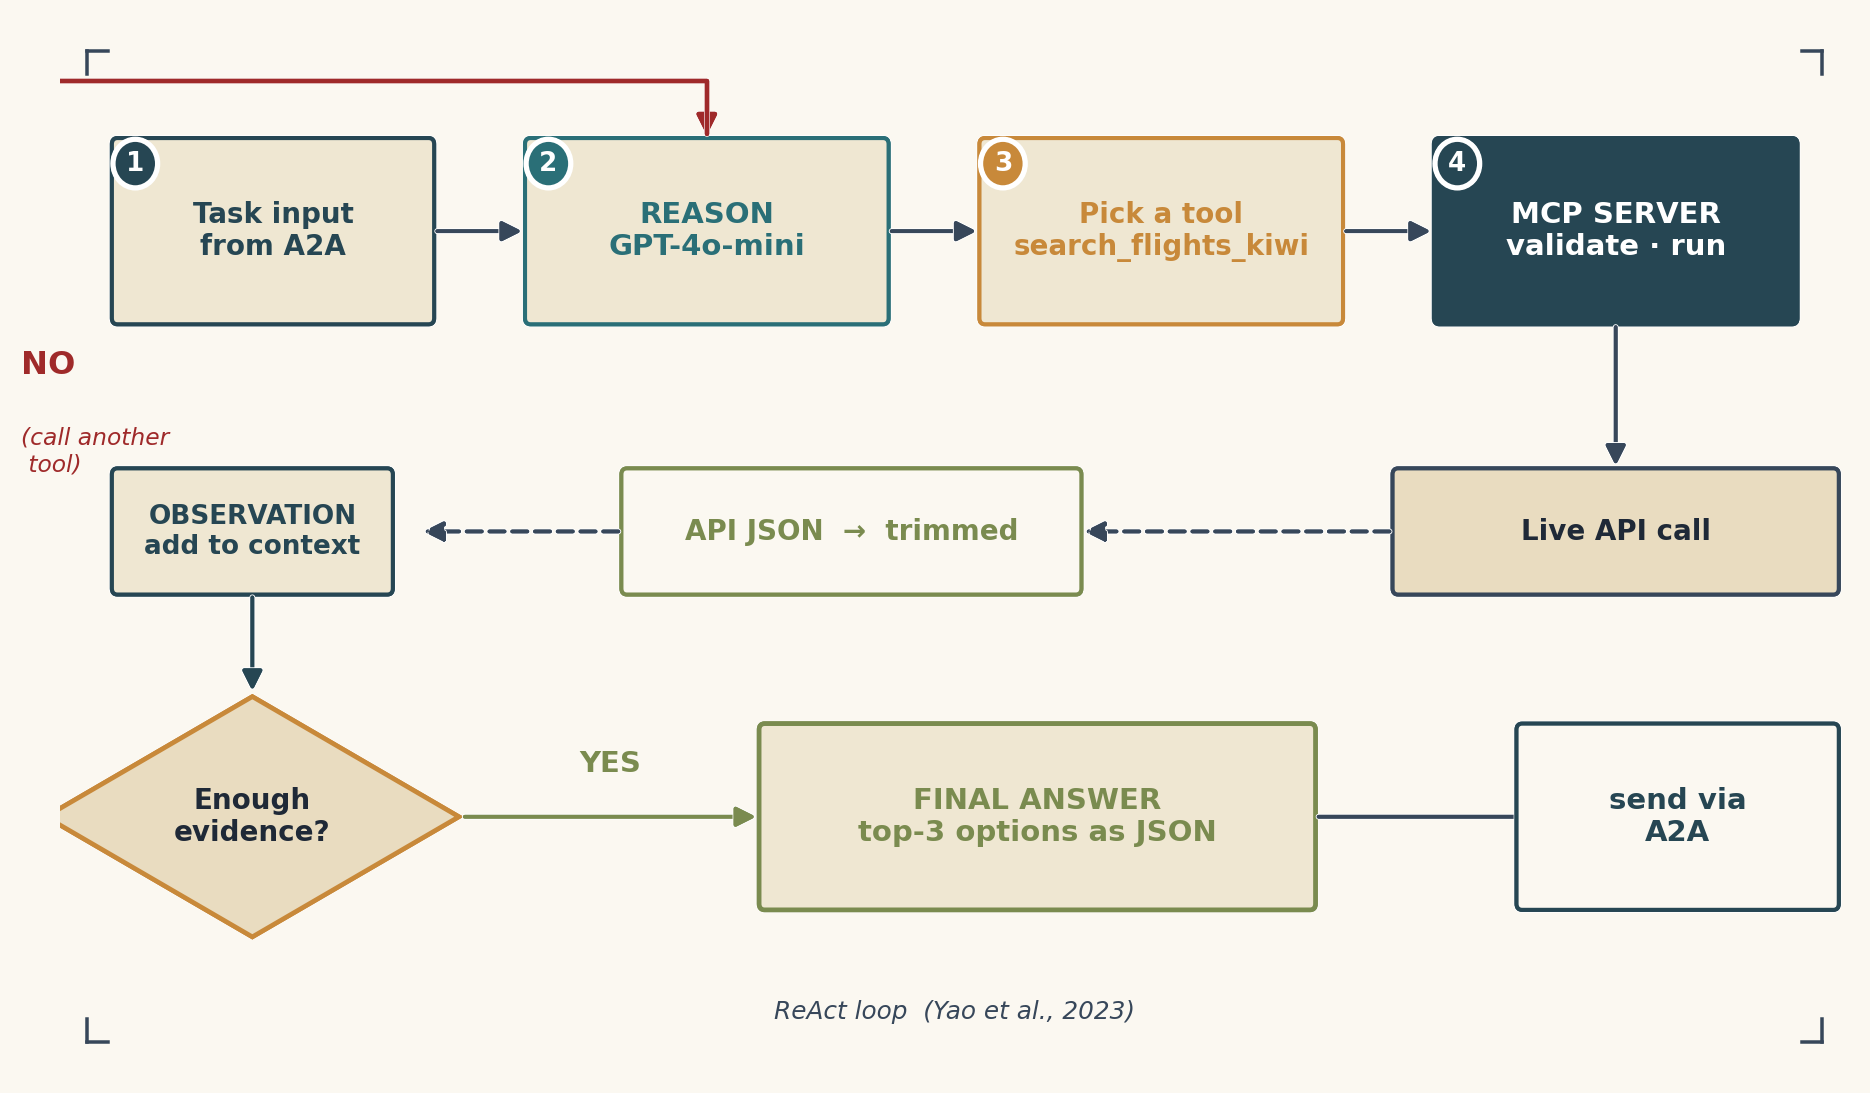 1
Task input
from A2A
2
REASON
GPT-4o-mini
3
Pick a tool
search_flights_kiwi
4
MCP SERVER
validate · run
NO
(call another
tool)
OBSERVATION
add to context
API JSON → trimmed
Live API call
Enough
evidence?
YES
FINAL ANSWER
top-3 options as JSON
send via
A2A
ReAct loop (Yao et al., 2023)